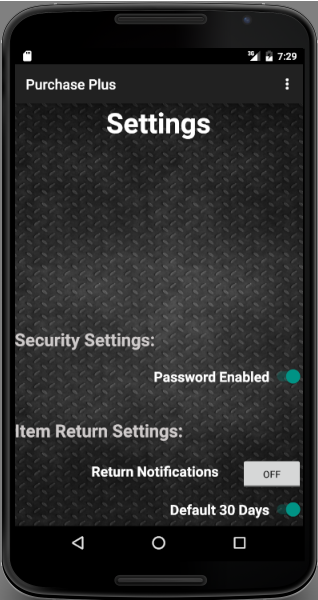 3G 7:29
Purchase Plus
Settings
Security Settings:
Password Enabled
Item Return Settings:
Return Notifications OFF
Default 30 Days